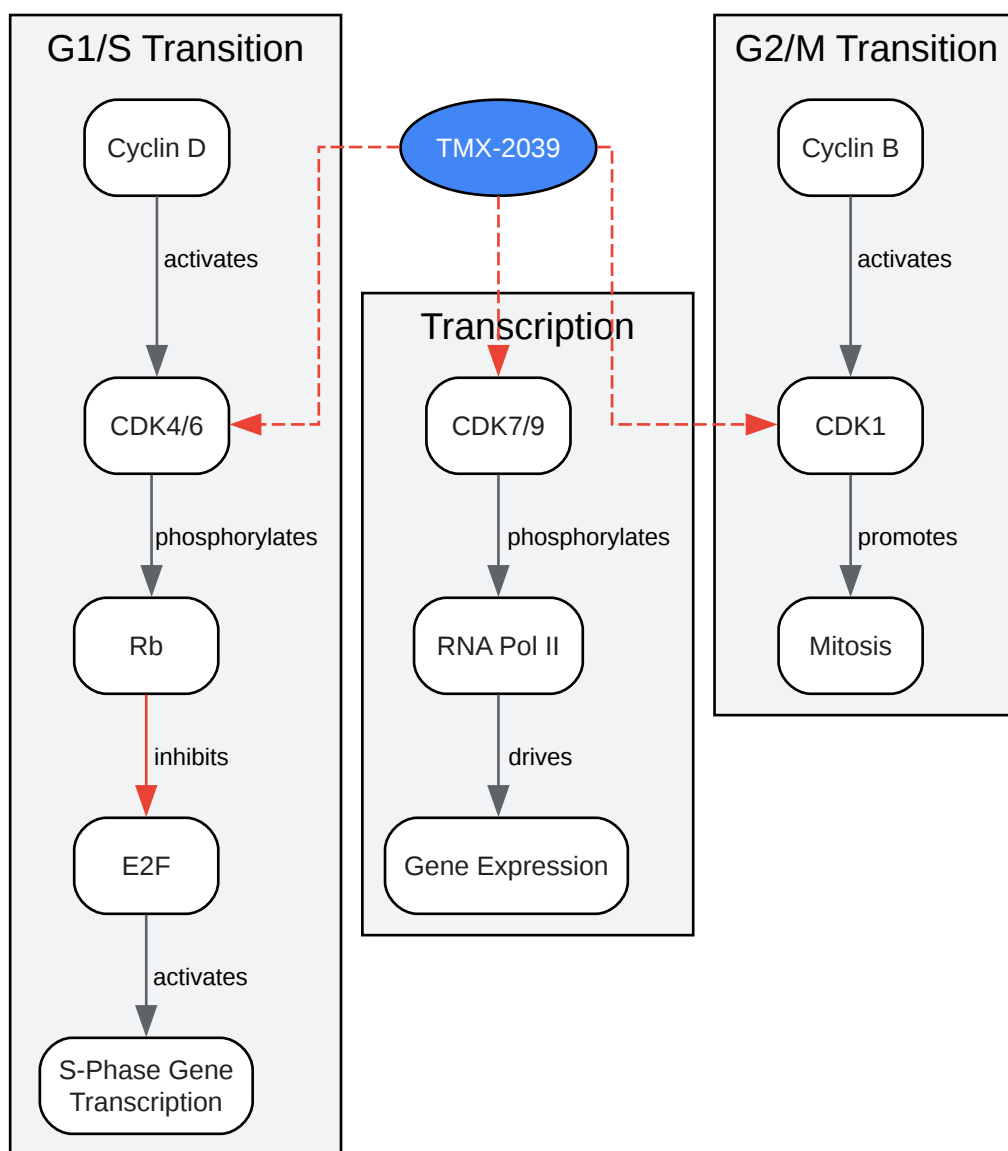 G1/S Transition
Cyclin D
activates
CDK4/6
phosphorylates
Rb
inhibits
E2F
activates
S-Phase Gene
Transcription
TMX-2039
Transcription
CDK7/9
phosphorylates
RNA Pol II
drives
Gene Expression
G2/M Transition
Cyclin B
activates
CDK1
promotes
Mitosis